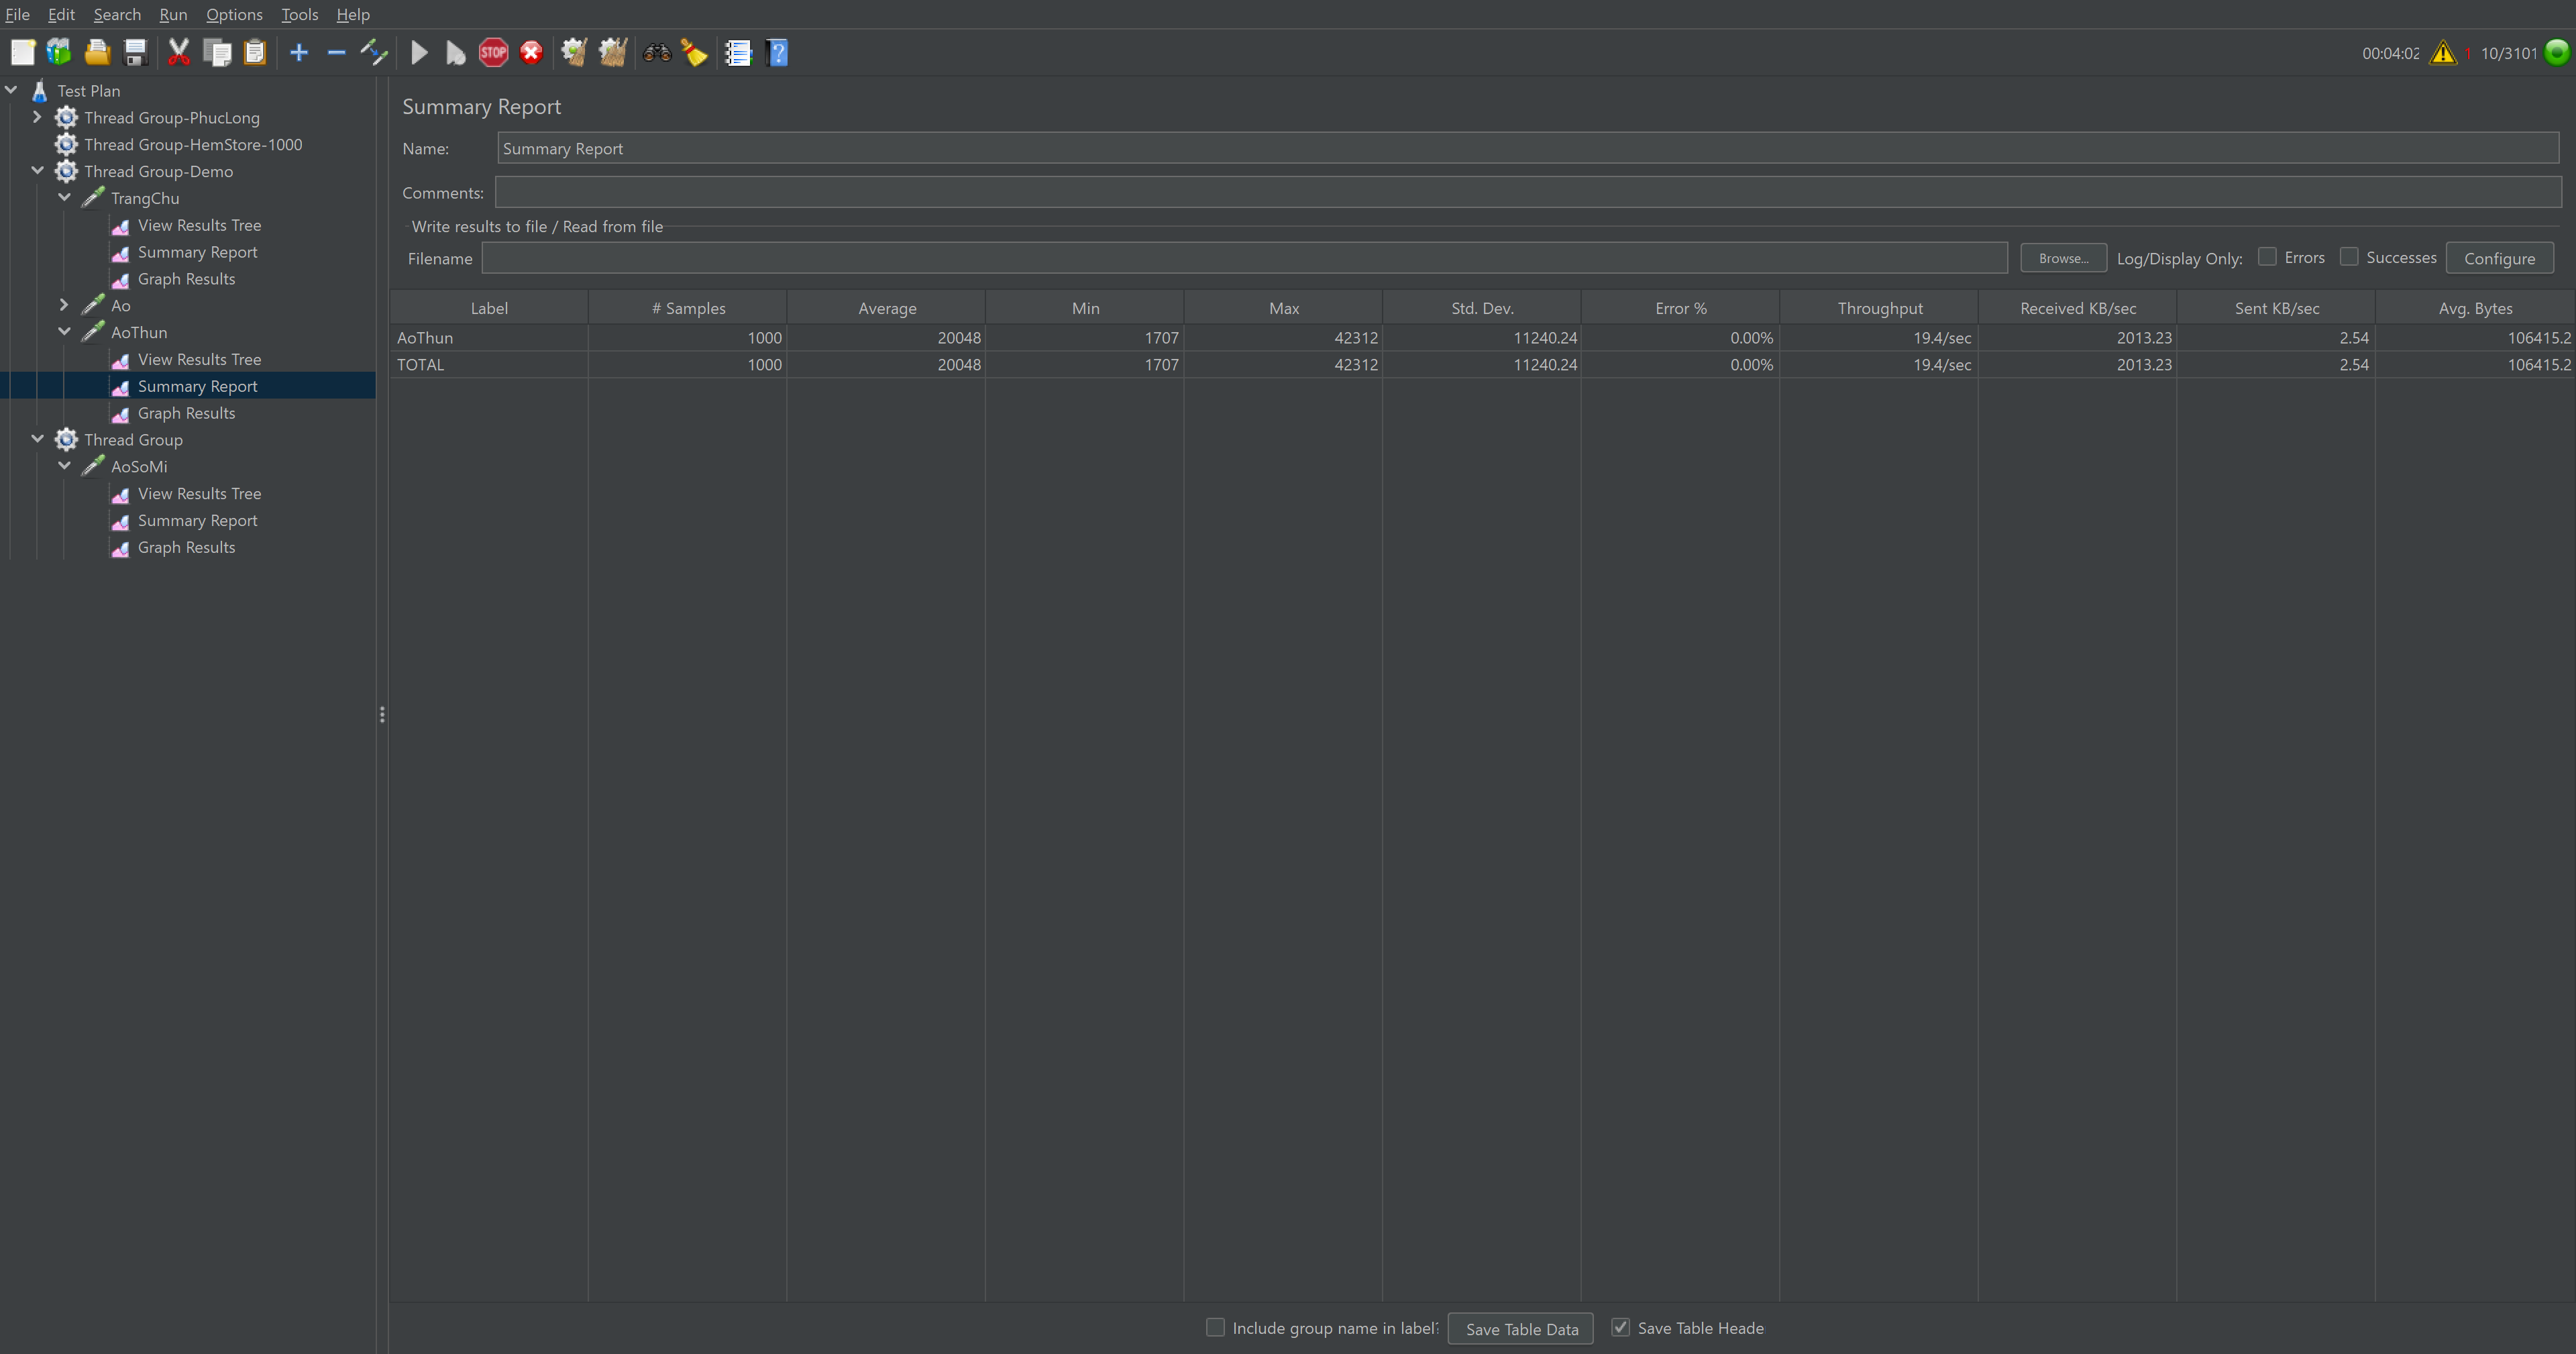 File Edit Search Run Options Tools Help
STOP ?
00:04:02 1 10/3101
Test Plan
Thread Group-PhucLong
Thread Group-HemStore-1000
Thread Group-Demo
TrangChu
View Results Tree
Summary Report
Graph Results
Ao
AoThun
View Results Tree
Summary Report
Graph Results
Thread Group
AoSoMi
View Results Tree
Summary Report
Graph Results
Summary Report
Name: Summary Report
Comments:
Write results to file / Read from file
Filename Browse... Log/Display Only: Errors Successes Configure
Label # Samples Average Min Max Std. Dev. Error % Throughput Received KB/sec Sent KB/sec Avg. Bytes
AoThun 1000 20048 1707 42312 11240.24 0.00% 19.4/sec 2013.23 2.54 106415.2
TOTAL 1000 20048 1707 42312 11240.24 0.00% 19.4/sec 2013.23 2.54 106415.2
Include group name in label? Save Table Data Save Table Heade